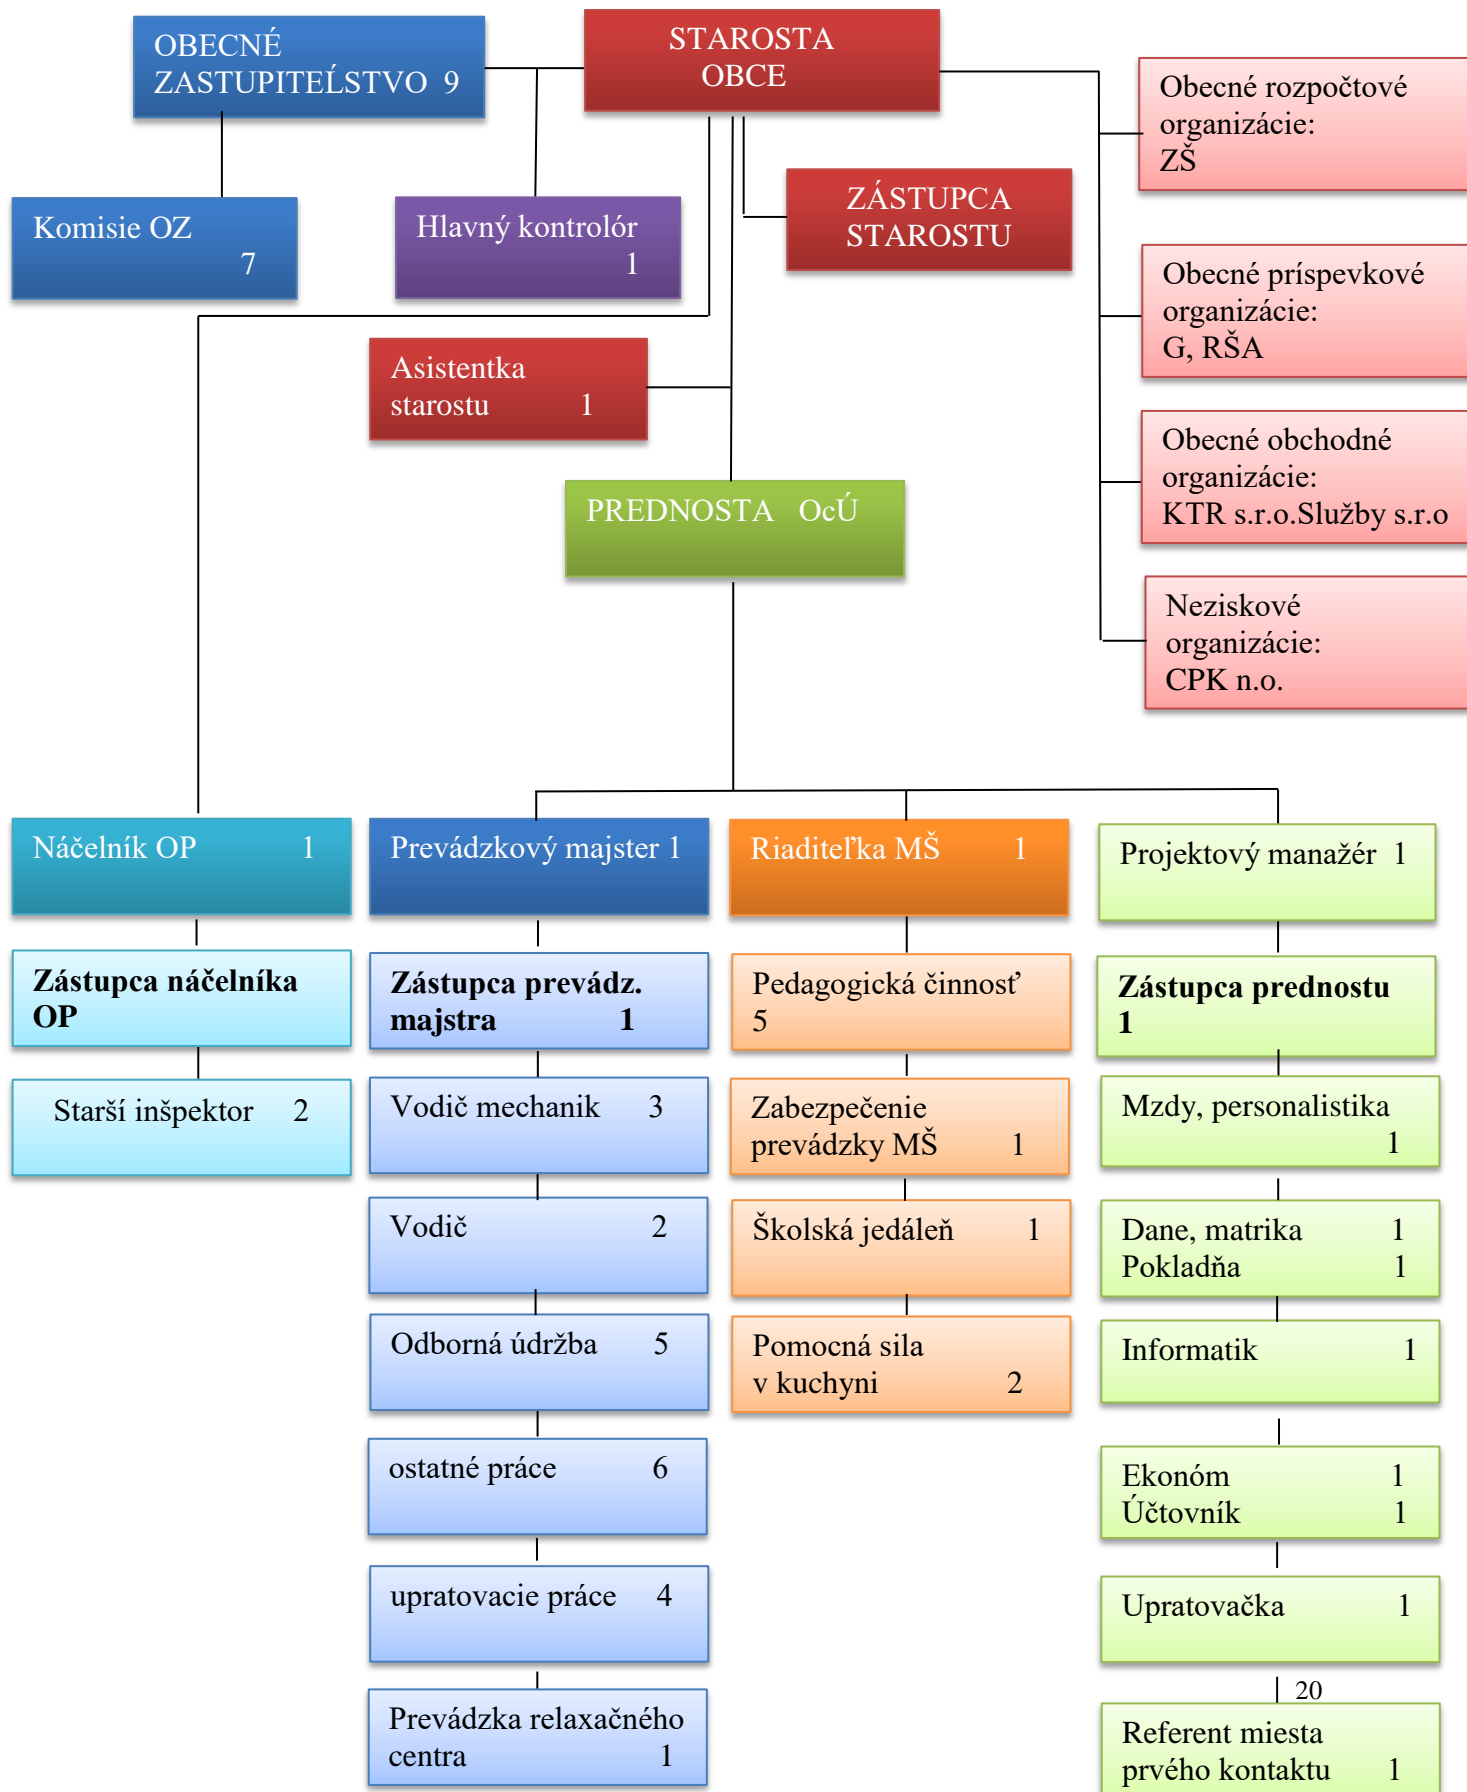 OBECNÉ
ZASTUPITEĹSTVO 9
STAROSTA
OBCE
Obecné rozpočtové
organizácie:
ZŠ
Komisie OZ
7
Hlavný kontrolór
1
ZÁSTUPCA
STAROSTU
Obecné príspevkové
organizácie:
G, RŠA
Asistentka
starostu 1
Obecné obchodné
organizácie:
KTR s.r.o.Služby s.r.o
PREDNOSTA OcÚ
Neziskové
organizácie:
CPK n.o.
Náčelník OP 1
Zástupca náčelníka
OP
Starší inšpektor 2
Prevádzkový majster 1
Zástupca prevádz.
majstra 1
Vodič mechanik 3
Vodič 2
Odborná údržba 5
ostatné práce 6
upratovacie práce 4
Prevádzka relaxačného
centra 1
Riaditeľka MŠ 1
Pedagogická činnosť
5
Zabezpečenie
prevádzky MŠ 1
Školská jedáleň 1
Pomocná sila
v kuchyni 2
Projektový manažér 1
Zástupca prednostu
1
Mzdy, personalistika
1
Dane, matrika 1
Pokladňa 1
Informatik 1
Ekonóm 1
Účtovník 1
Upratovačka 1
20
Referent miesta
prvého kontaktu 1